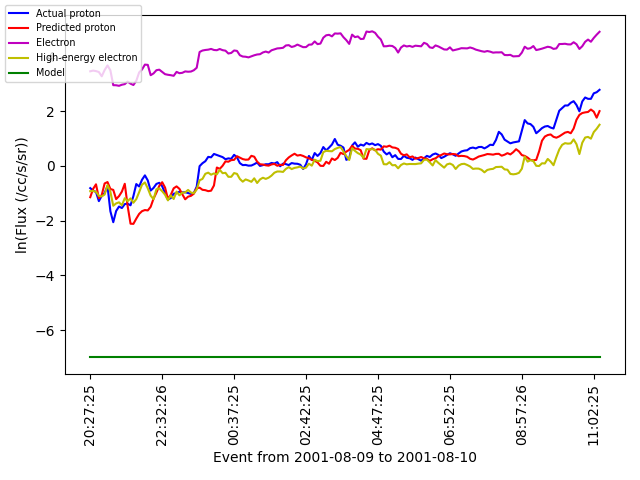 Actual proton
Predicted proton
Electron
High-energy electron
Model
ln(Flux (/cc/s/sr))
2
0
−2
−4
−6
20:27:25
22:32:26
00:37:25
02:42:25
04:47:25
06:52:25
08:57:26
11:02:25
Event from 2001-08-09 to 2001-08-10